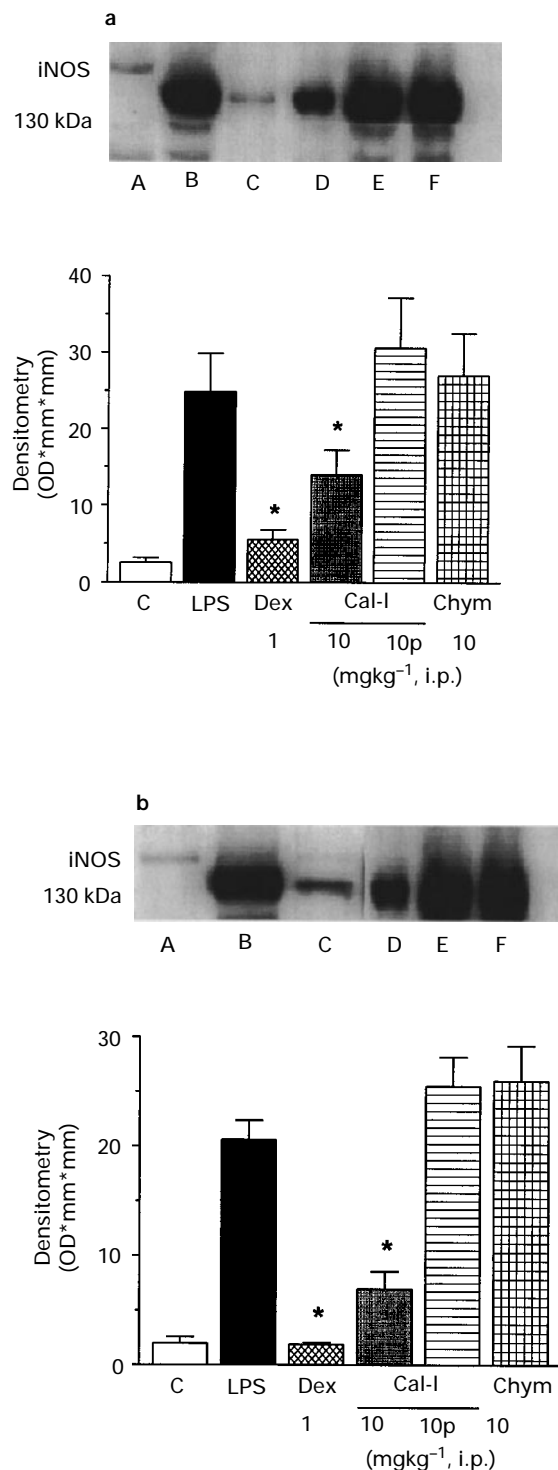 a
iNOS
130 kDa
A B C D E F
40
30
20
10
0
Densitometry
(OD*mm*mm)
*
*
C LPS Dex Cal-I Chym
1 10 10p 10
(mgkg⁻¹, i.p.)
b
iNOS
130 kDa
A B C D E F
30
20
10
0
Densitometry
(OD*mm*mm)
*
*
C LPS Dex Cal-I Chym
1 10 10p 10
(mgkg⁻¹, i.p.)